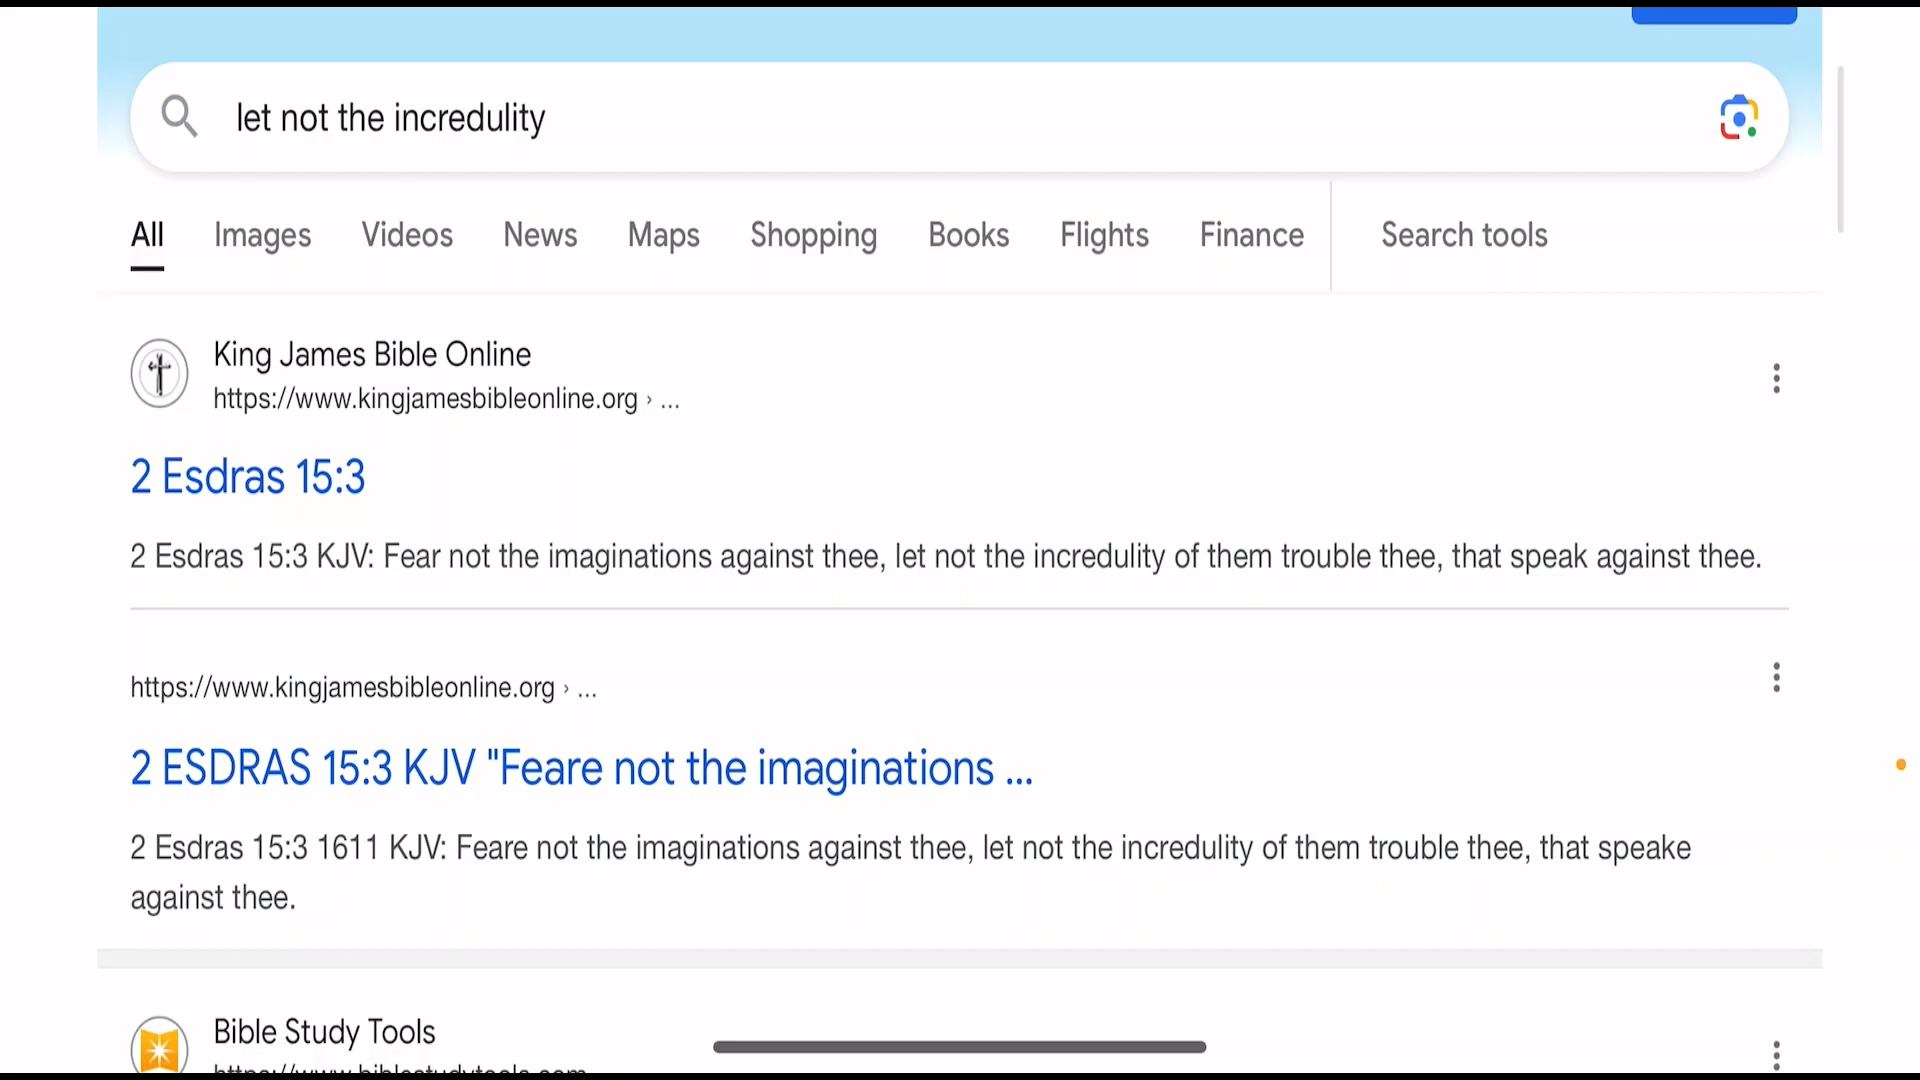 let not the incredulity
All Images Videos News Maps Shopping Books Flights Finance Search tools
King James Bible Online
https://www.kingjamesbibleonline.org › ...
2 Esdras 15:3
2 Esdras 15:3 KJV: Fear not the imaginations against thee, let not the incredulity of them trouble thee, that speak against thee.
https://www.kingjamesbibleonline.org › ...
2 ESDRAS 15:3 KJV "Feare not the imaginations ...
2 Esdras 15:3 1611 KJV: Feare not the imaginations against thee, let not the incredulity of them trouble thee, that speake
against thee.
Bible Study Tools
https://www.biblestudytools.com